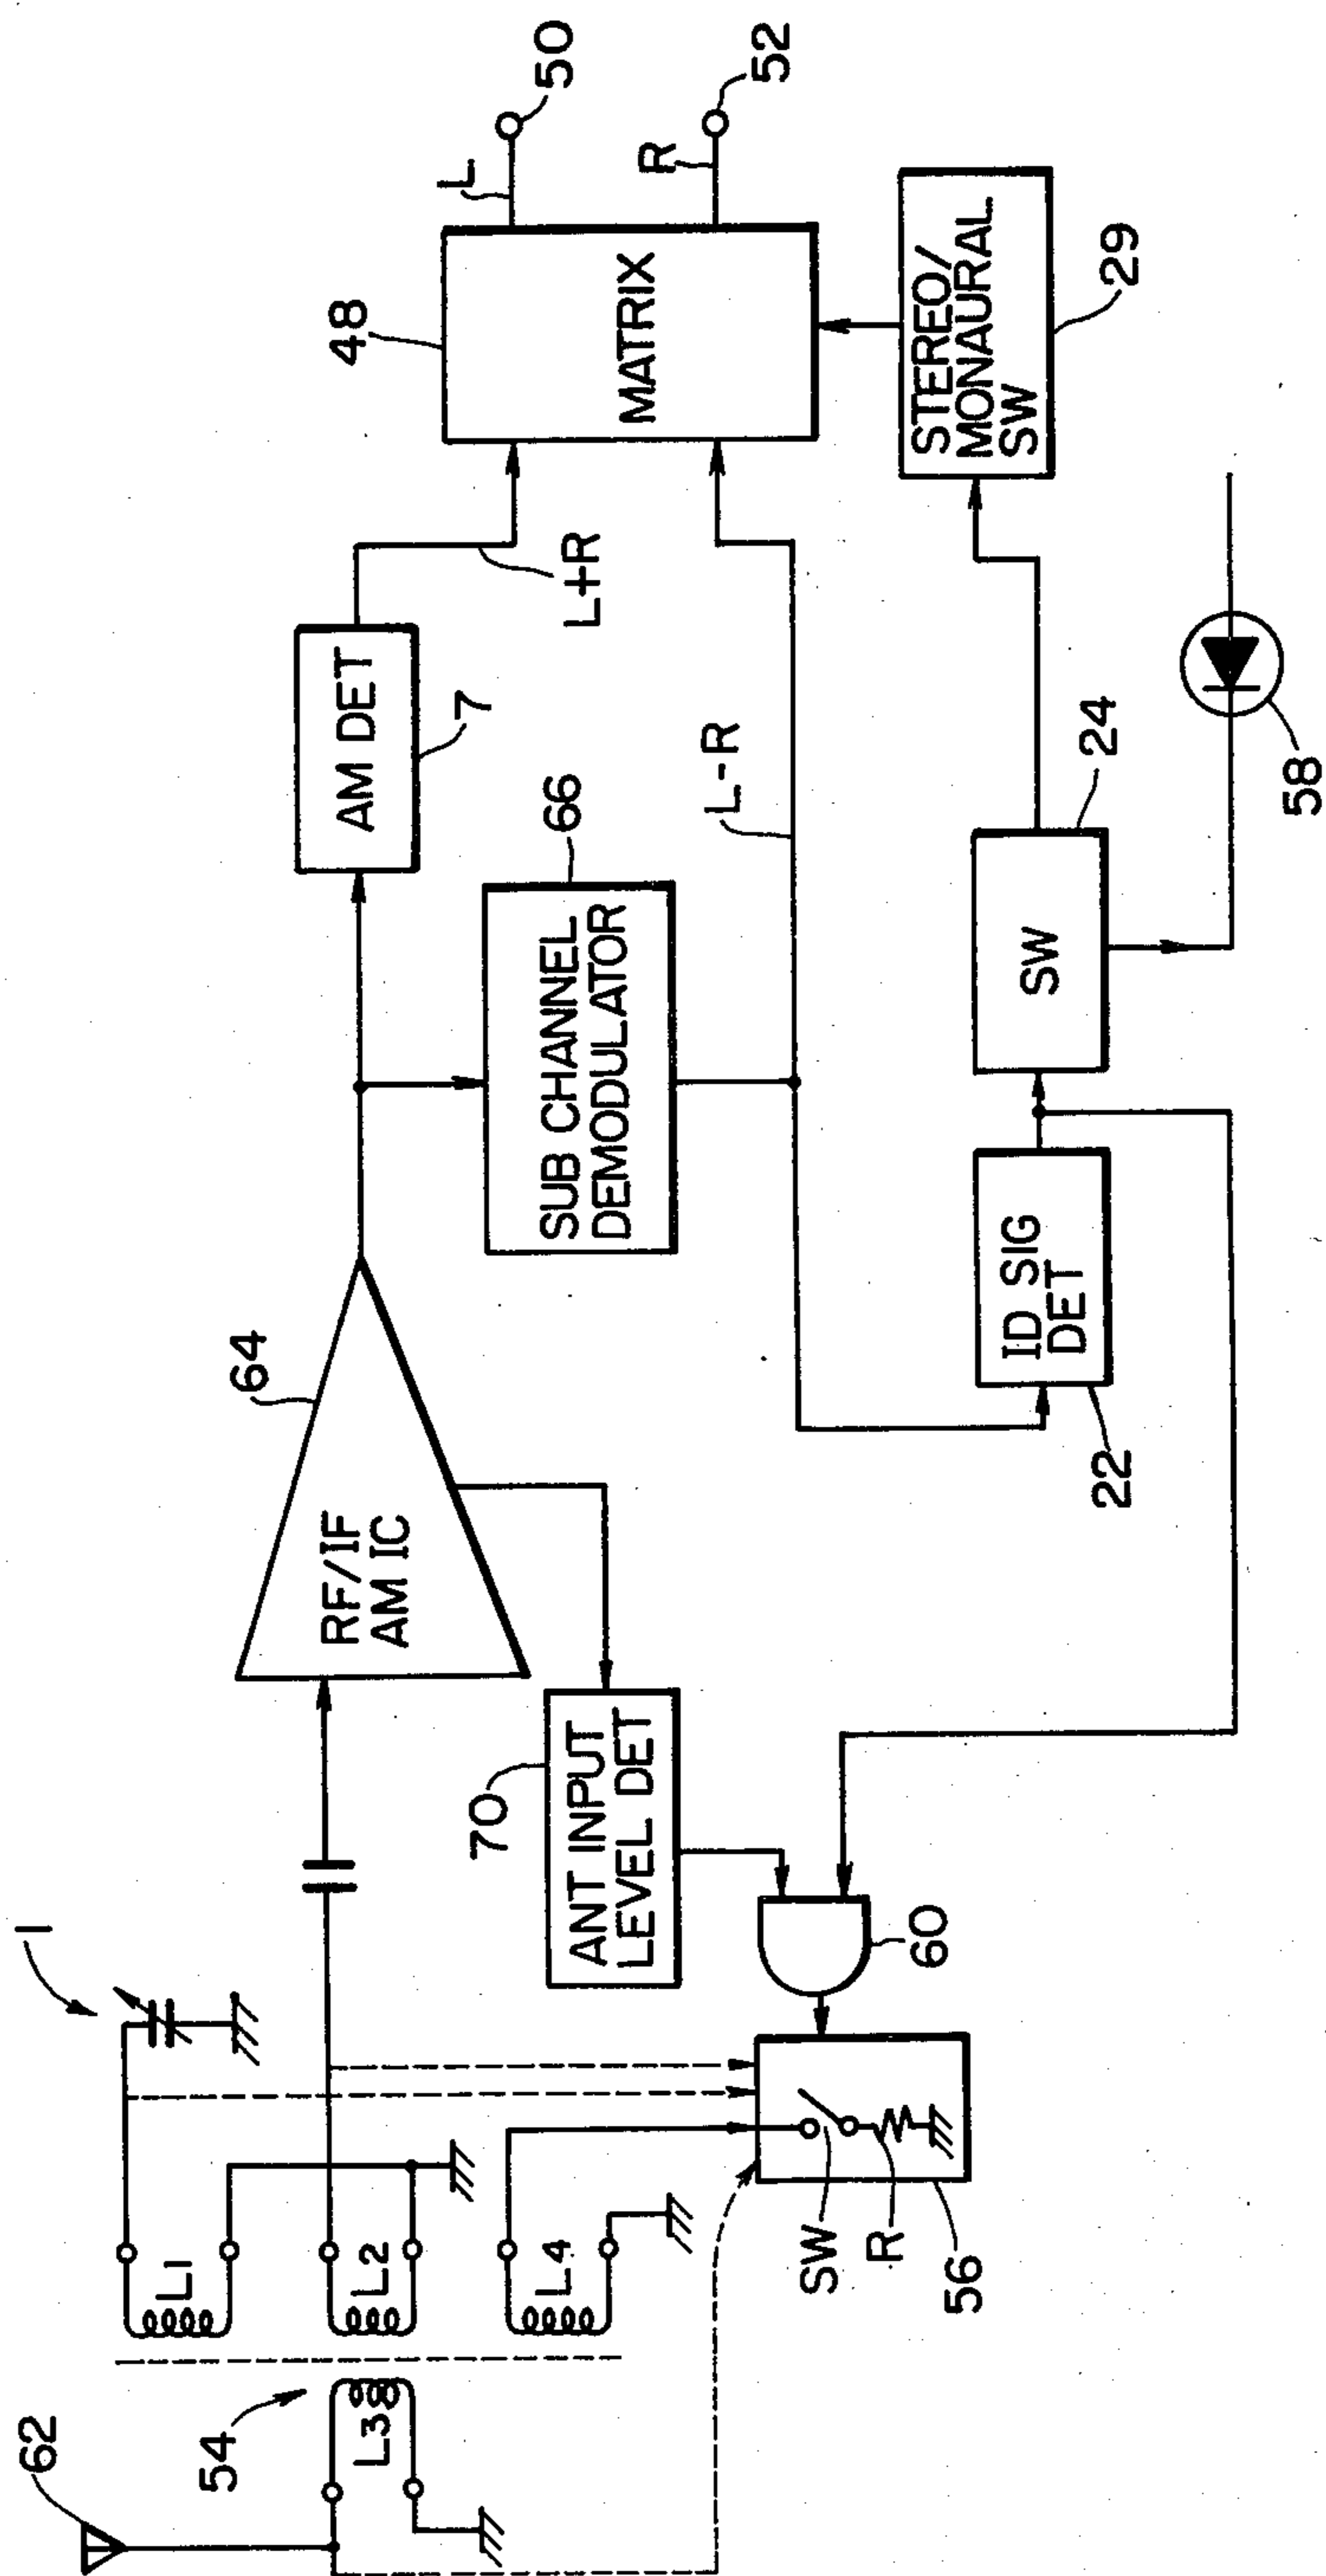 62
54
L3
L1
L2
L4
1
SW
R
56
60
70
ANT INPUT
LEVEL DET
64
RF/IF
AM IC
66
SUB CHANNEL
DEMODULATOR
AM DET
7
L+R
L-R
22
ID SIG
DET
SW
24
58
48
MATRIX
STEREO/
MONAURAL
SW
29
L
50
R
52